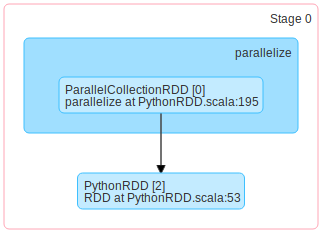 Stage 0
parallelize
ParallelCollectionRDD [0]
parallelize at PythonRDD.scala:195
PythonRDD [2]
RDD at PythonRDD.scala:53